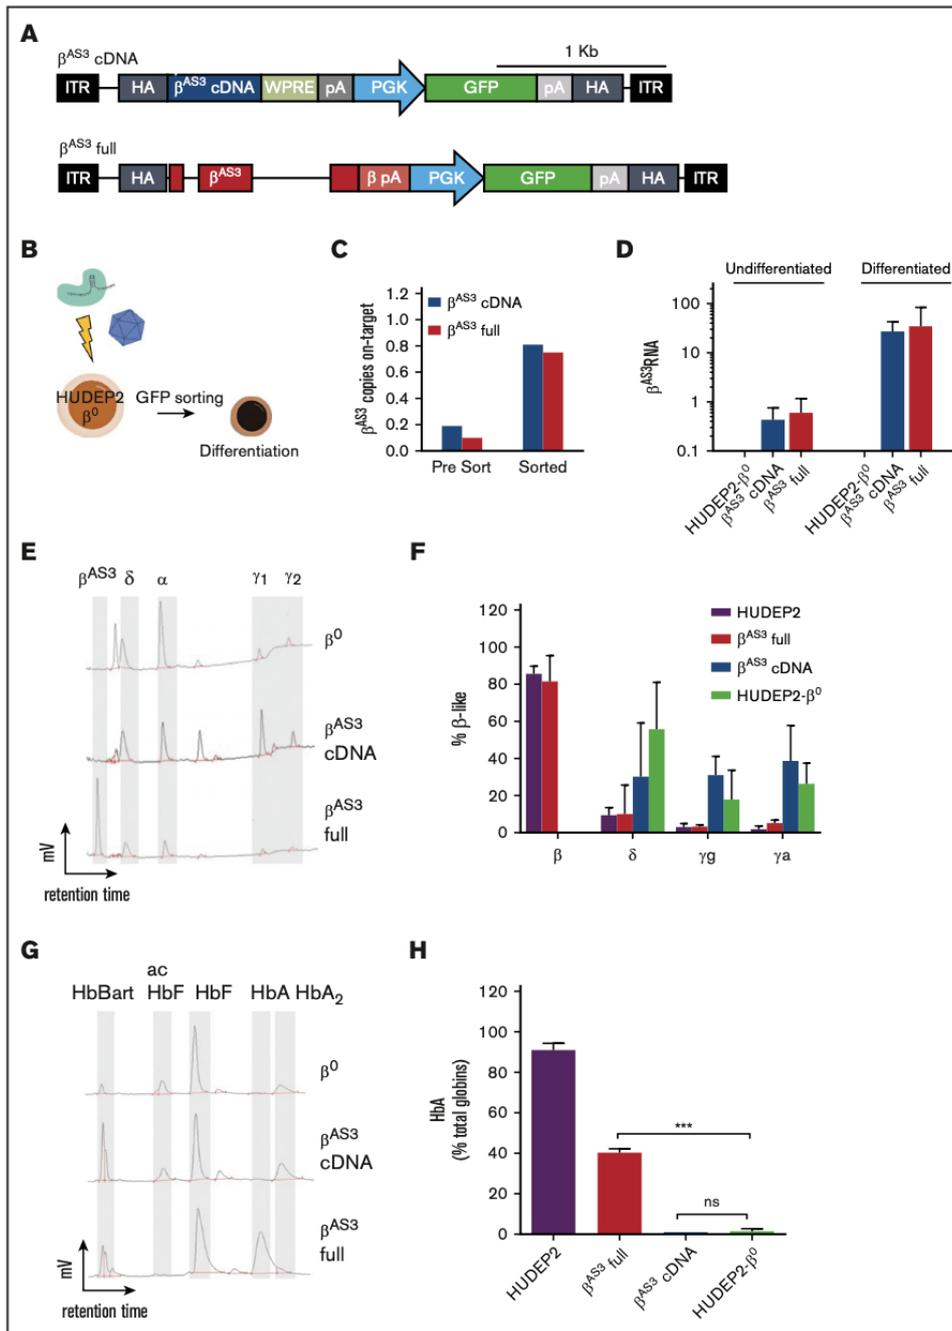 A
βAS3 cDNA
1 Kb
ITR HA βAS3 cDNA WPRE pA PGK GFP pA HA ITR
βAS3 full
ITR HA βAS3 β pA PGK GFP pA HA ITR
B
HUDEP2
β0
GFP sorting
Differentiation
C
βAS3 copies on-target
1.2
1.0
0.8
0.6
0.4
0.2
0.0
βAS3 cDNA
βAS3 full
Pre Sort Sorted
D
Undifferentiated Differentiated
βAS3RNA
100
10
1
0.1
HUDEP2-β0
βAS3 cDNA
βAS3 full
HUDEP2-β0
βAS3 cDNA
βAS3 full
E
βAS3 δ α γ1 γ2
β0
βAS3
cDNA
βAS3
full
mV
retention time
F
% β-like
120
100
80
60
40
20
0
HUDEP2
βAS3 full
βAS3 cDNA
HUDEP2-β0
β δ γg γa
G
ac
HbBart HbF HbF HbA HbA2
β0
βAS3
cDNA
βAS3
full
mV
retention time
H
HbA
(% total globins)
120
100
80
60
40
20
0
***
ns
HUDEP2
βAS3 full
βAS3 cDNA
HUDEP2-β0